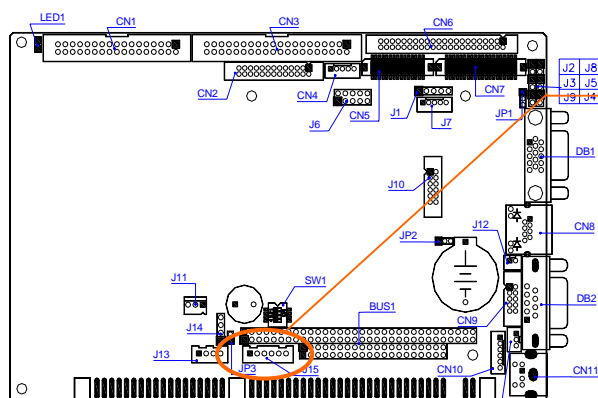 LED1
CN1
CN3
CN6
CN2
CN4
J6
CN5
J1
J7
CN7
J2 J8
J3 J5
J9 J4
JP1
DB1
J10
J12
CN8
JP2
J11
SW1
BUS1
DB2
J14
CN9
J13
JP3
J15
CN10
CN11